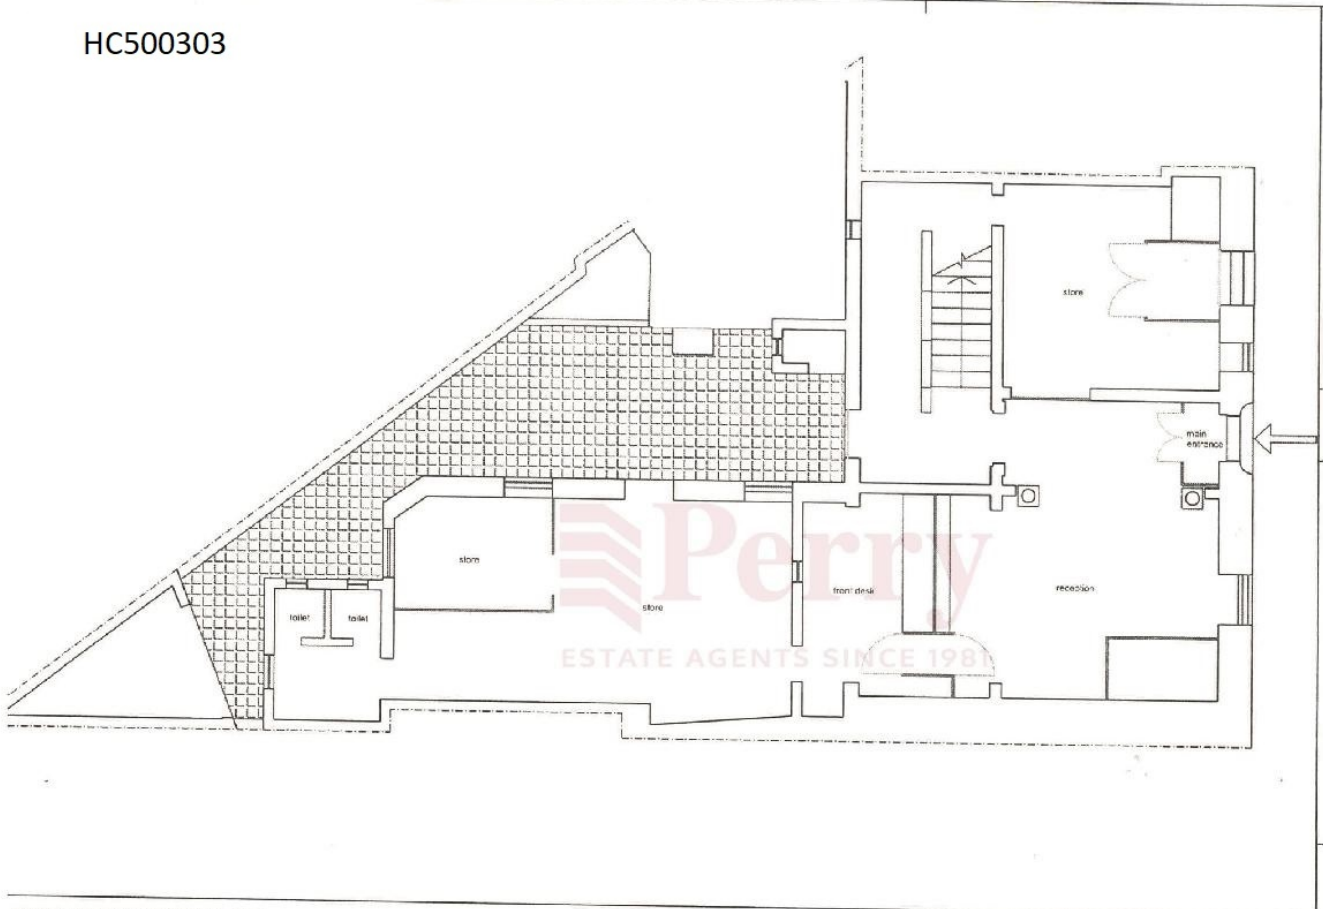 HC500303
store
main
entrance
store
Perry
front desk
reception
toilet
toilet
store
ESTATE AGENTS SINCE 1981